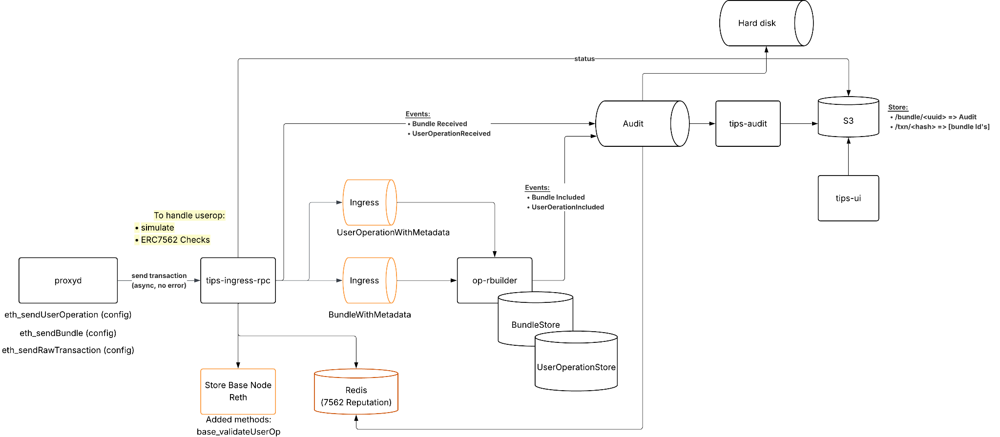 Hard disk
status
Events:
• Bundle Received
• UserOperationReceived
Audit
tips-audit
S3
Store:
• /bundle/<uuid> => Audit
• /txn/<hash> => [bundle Id's]
Events:
• Bundle Included
• UserOerationIncluded
tips-ui
Ingress
UserOperationWithMetadata
To handle userop:
• simulate
• ERC7562 Checks
proxyd
send transaction
(async, no error)
tips-ingress-rpc
Ingress
BundleWithMetadata
op-rbuilder
BundleStore
UserOperationStore
eth_sendUserOperation (config)
eth_sendBundle (config)
eth_sendRawTransaction (config)
Store Base Node
Reth
Added methods:
base_validateUserOp
Redis
(7562 Reputation)